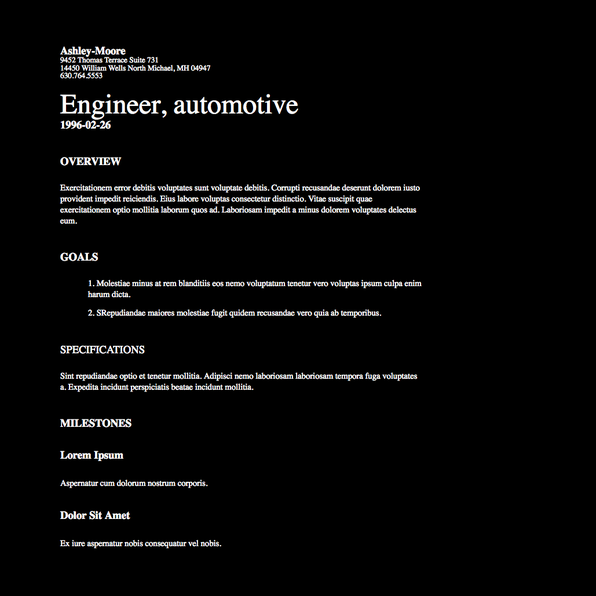 Ashley-Moore
9452 Thomas Terrace Suite 731
14450 William Wells North Michael, MH 04947
630.764.5553
Engineer, automotive
1996-02-26
OVERVIEW
Exercitationem error debitis voluptates sunt voluptate debitis. Corrupti recusandae deserunt dolorem iusto
provident impedit reiciendis. Eius labore voluptas consectetur distinctio. Vitae suscipit quae
exercitationem optio mollitia laborum quos ad. Laboriosam impedit a minus dolorem voluptates delectus
eum.
GOALS
1. Molestiae minus at rem blanditiis eos nemo voluptatum tenetur vero voluptas ipsum culpa enim
harum dicta.
2. SRepudiandae maiores molestiae fugit quidem recusandae vero quia ab temporibus.
SPECIFICATIONS
Sint repudiandae optio et tenetur mollitia. Adipisci nemo laboriosam laboriosam tempora fuga voluptates
a. Expedita incidunt perspiciatis beatae incidunt mollitia.
MILESTONES
Lorem Ipsum
Aspernatur cum dolorum nostrum corporis.
Dolor Sit Amet
Ex iure aspernatur nobis consequatur vel nobis.